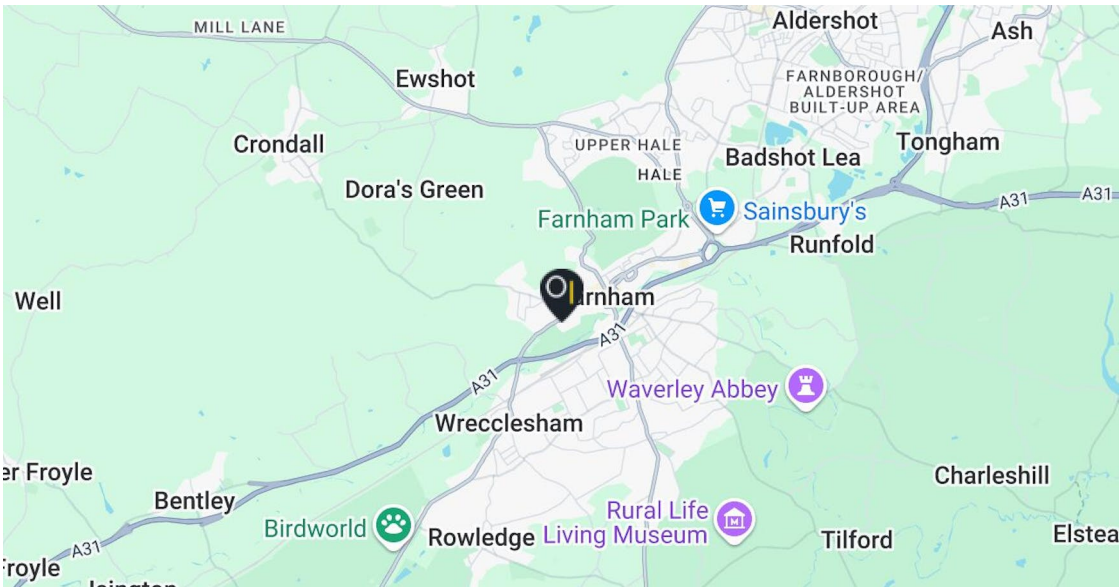 Aldershot
MILL LANE
Ash
Ewshot
FARNBOROUGH/
ALDERSHOT
BUILT-UP AREA
Crondall
UPPER HALE
Badshot Lea
Tongham
HALE
Dora's Green
A31
A31
Farnham Park
Sainsbury's
Runfold
Well
arnham
A31
A31
Waverley Abbey
Wrecclesham
er Froyle
Charleshill
Bentley
Rural Life
Living Museum
Birdworld
Rowledge
Tilford
Elstea
A31
Froyle